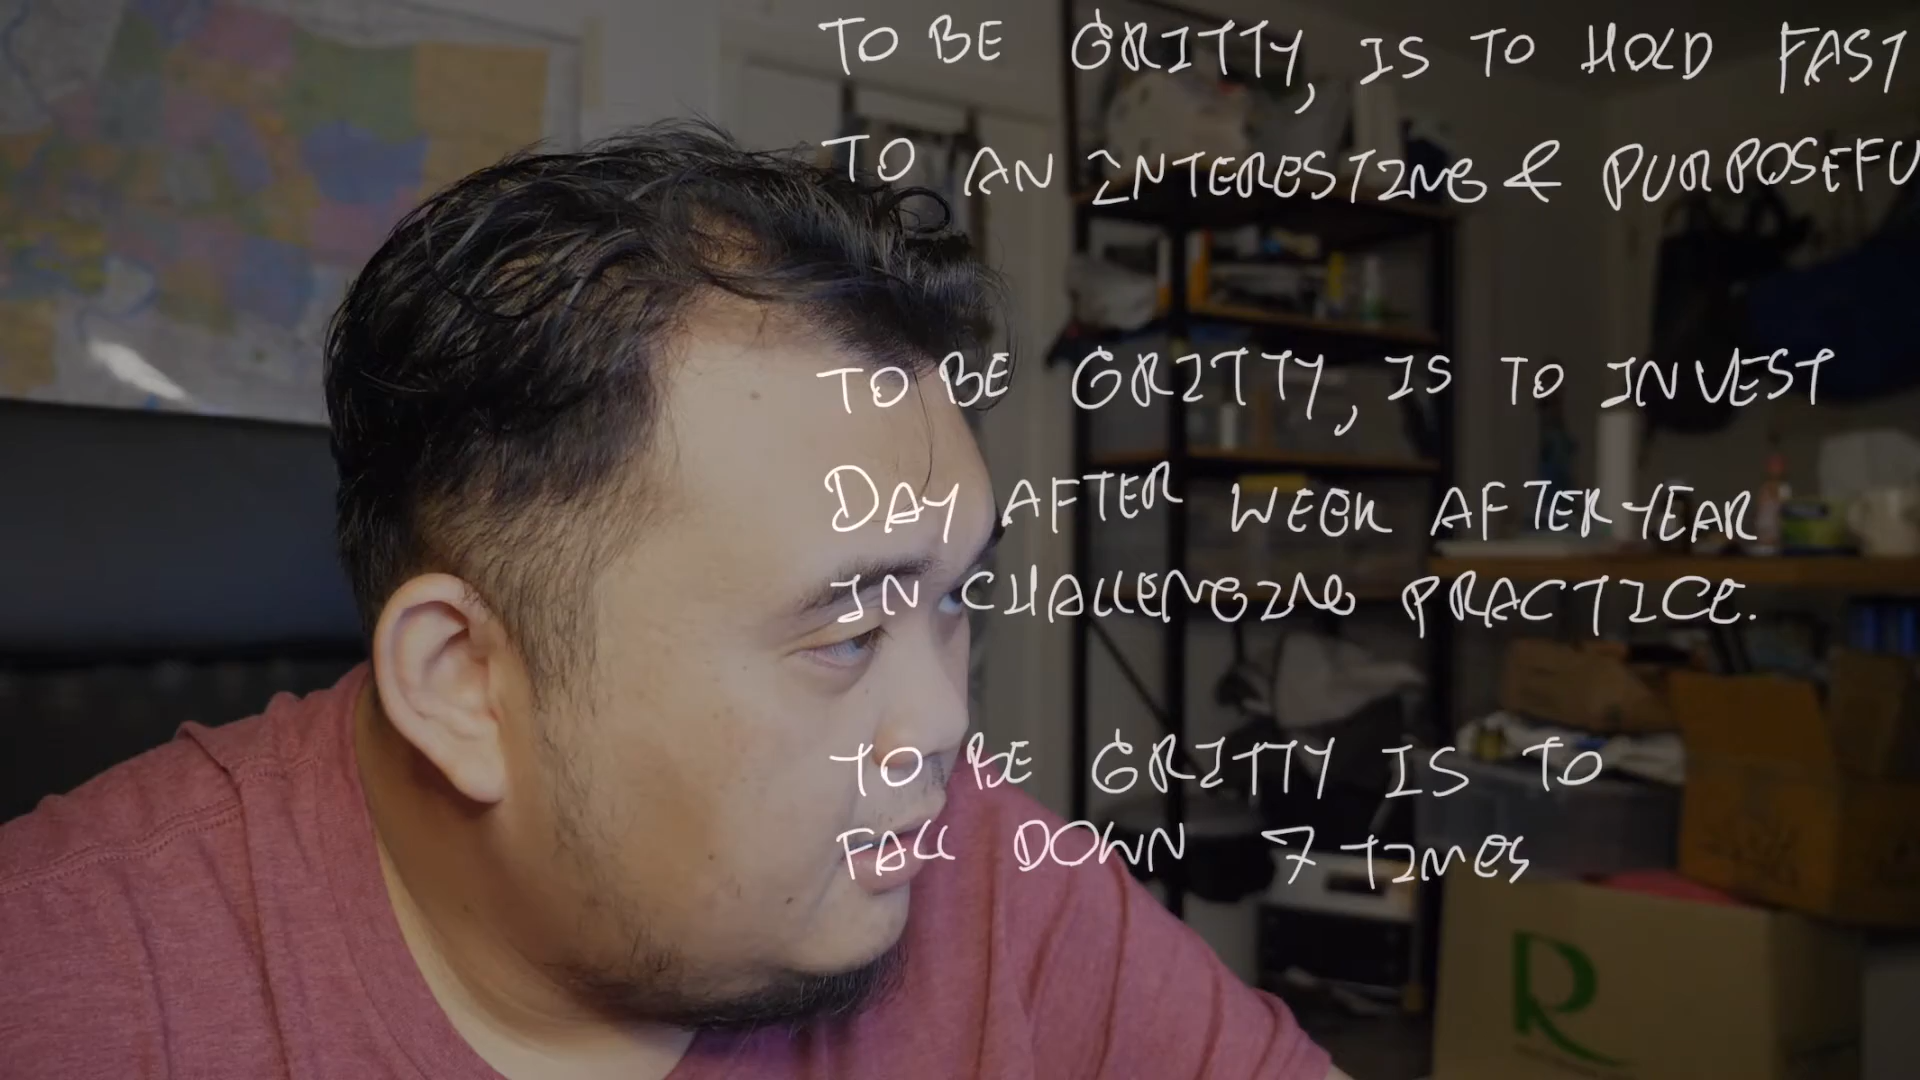 TO BE GRITTY, IS TO HOLD FAST
TO AN INTERESTING & PURPOSEFU
TO BE GRITTY, IS TO INVEST
DAY AFTER WEEK AFTER YEAR
IN CHALLENGING PRACTICE.
TO BE GRITTY IS TO
FALL DOWN 7 TIMES
R